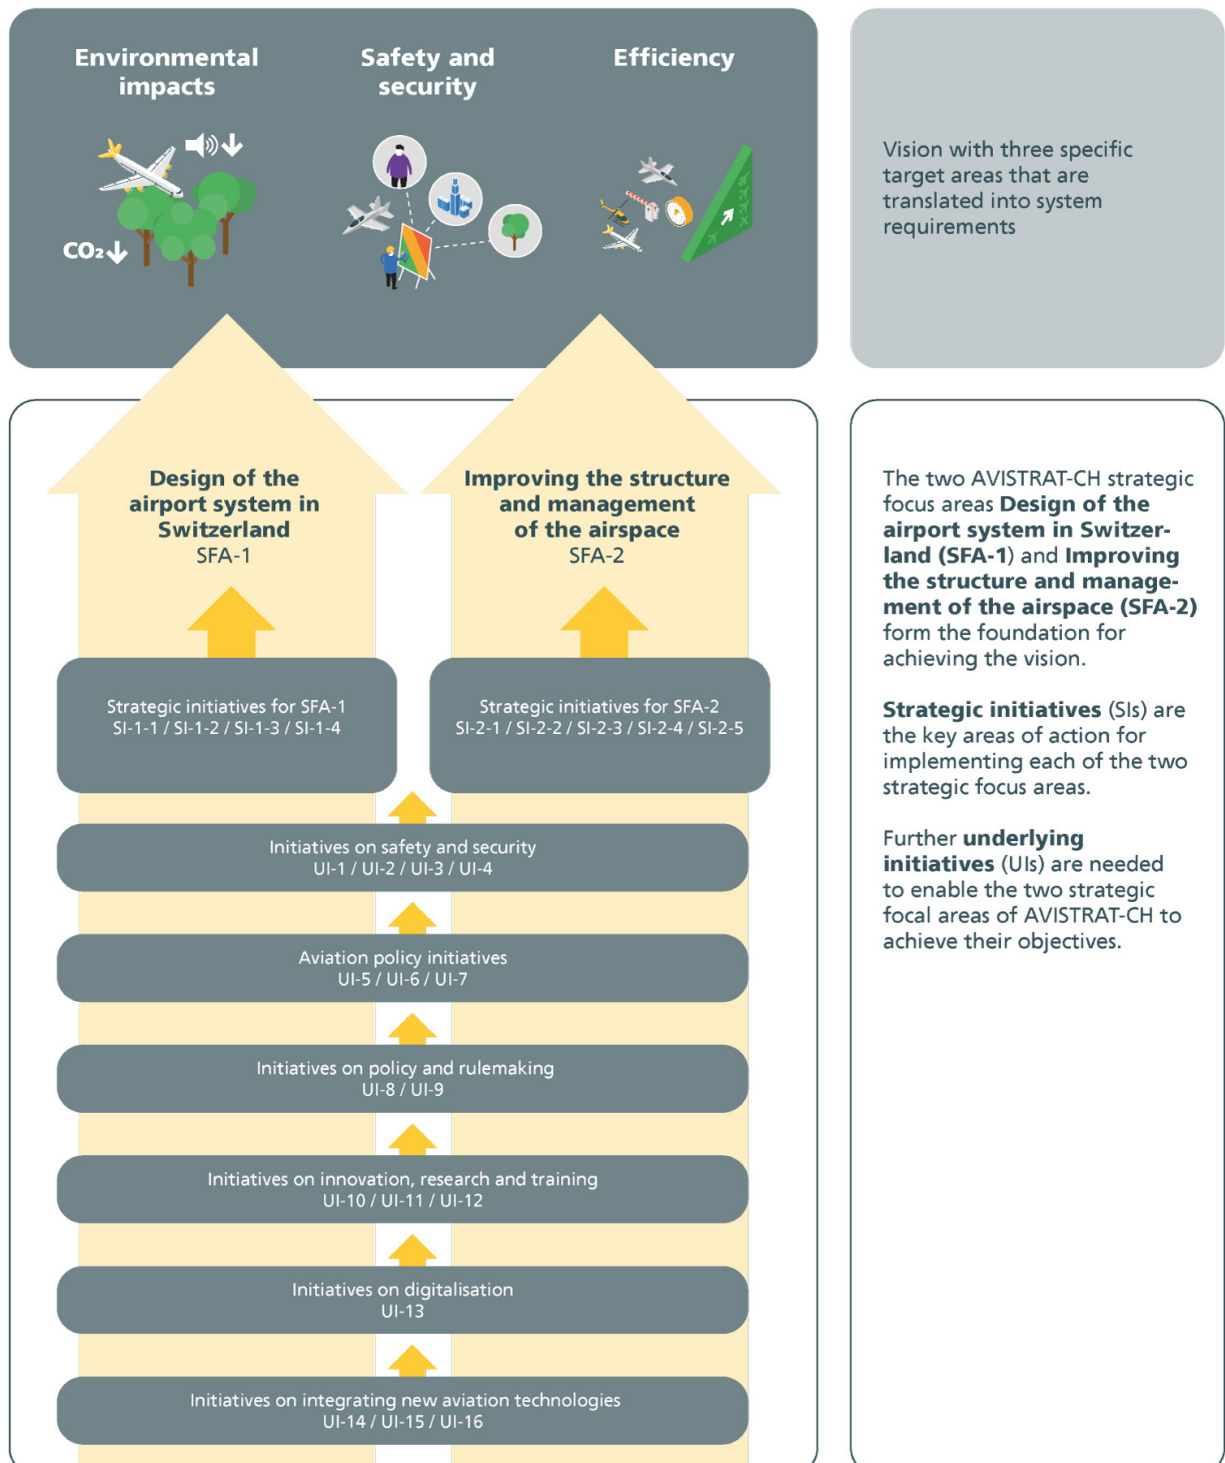 Environmental
impacts
Safety and
security
Efficiency
CO₂
Vision with three specific
target areas that are
translated into system
requirements
Design of the
airport system in
Switzerland
SFA-1
Improving the structure
and management
of the airspace
SFA-2
Strategic initiatives for SFA-1
SI-1-1 / SI-1-2 / SI-1-3 / SI-1-4
Strategic initiatives for SFA-2
SI-2-1 / SI-2-2 / SI-2-3 / SI-2-4 / SI-2-5
Initiatives on safety and security
UI-1 / UI-2 / UI-3 / UI-4
Aviation policy initiatives
UI-5 / UI-6 / UI-7
Initiatives on policy and rulemaking
UI-8 / UI-9
Initiatives on innovation, research and training
UI-10 / UI-11 / UI-12
Initiatives on digitalisation
UI-13
Initiatives on integrating new aviation technologies
UI-14 / UI-15 / UI-16
The two AVISTRAT-CH strategic
focus areas Design of the
airport system in Switzer-
land (SFA-1) and Improving
the structure and manage-
ment of the airspace (SFA-2)
form the foundation for
achieving the vision.
Strategic initiatives (SIs) are
the key areas of action for
implementing each of the two
strategic focus areas.
Further underlying
initiatives (UIs) are needed
to enable the two strategic
focal areas of AVISTRAT-CH to
achieve their objectives.